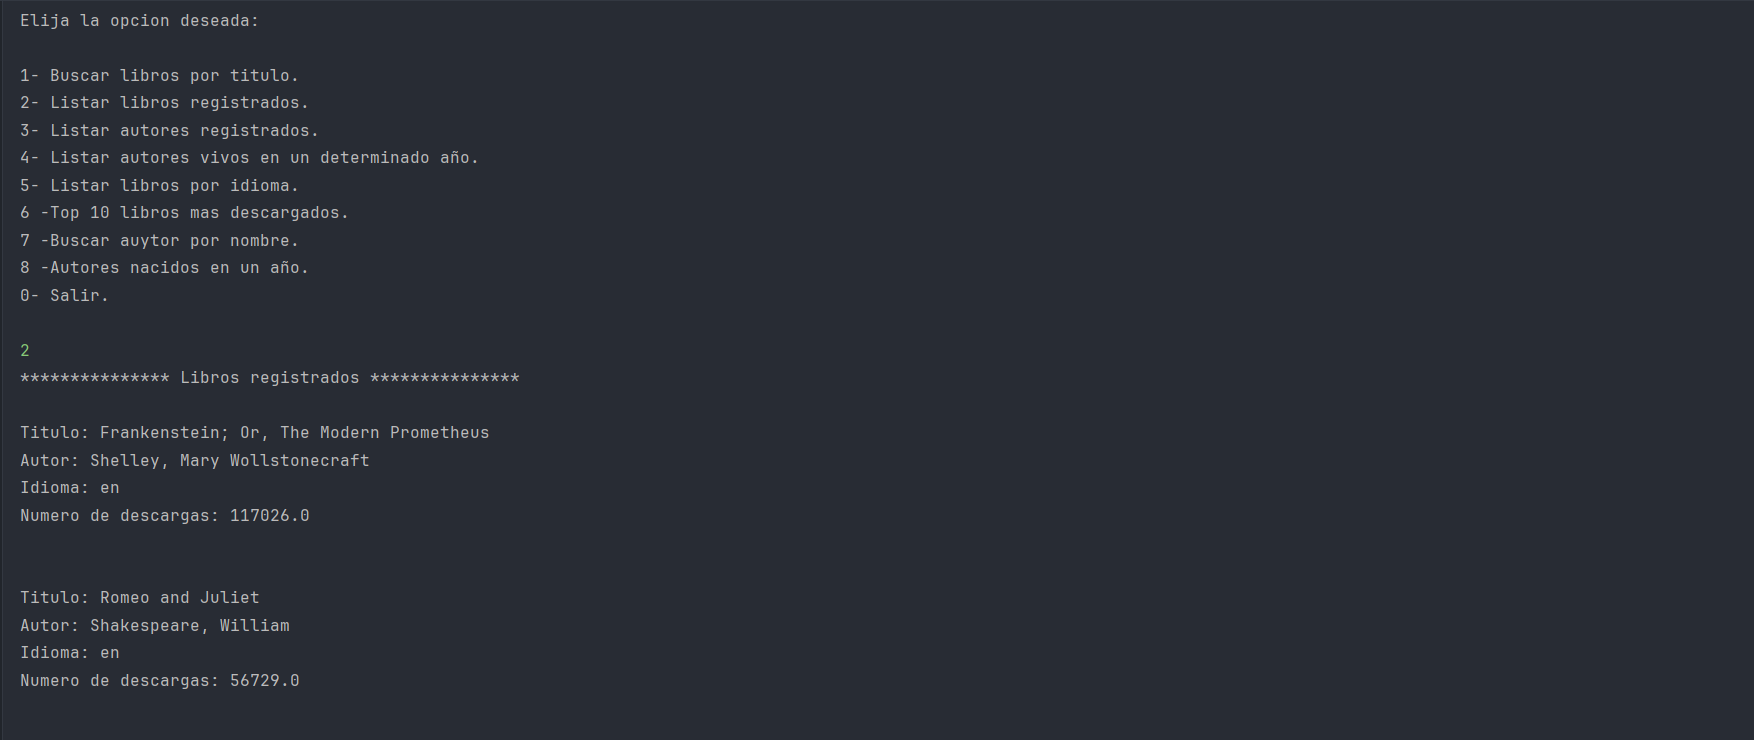 Elija la opcion deseada:
1- Buscar libros por titulo.
2- Listar libros registrados.
3- Listar autores registrados.
4- Listar autores vivos en un determinado año.
5- Listar libros por idioma.
6 -Top 10 libros mas descargados.
7 -Buscar auytor por nombre.
8 -Autores nacidos en un año.
0- Salir.
2
*************** Libros registrados ***************
Titulo: Frankenstein; Or, The Modern Prometheus
Autor: Shelley, Mary Wollstonecraft
Idioma: en
Numero de descargas: 117026.0
Titulo: Romeo and Juliet
Autor: Shakespeare, William
Idioma: en
Numero de descargas: 56729.0